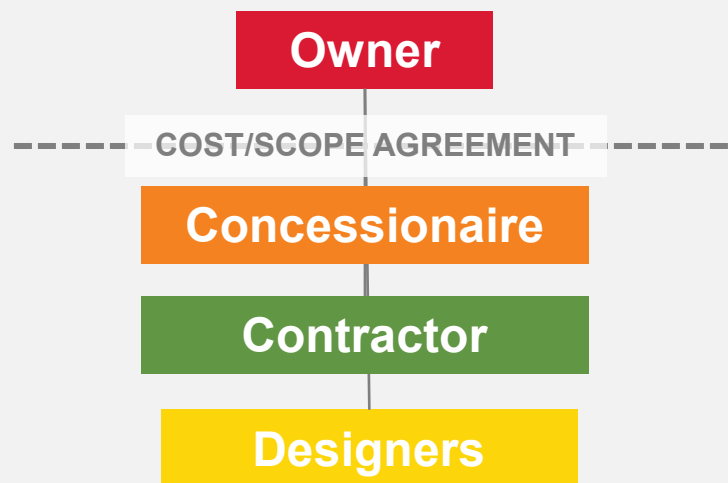 Owner
COST/SCOPE AGREEMENT
Concessionaire
Contractor
Designers